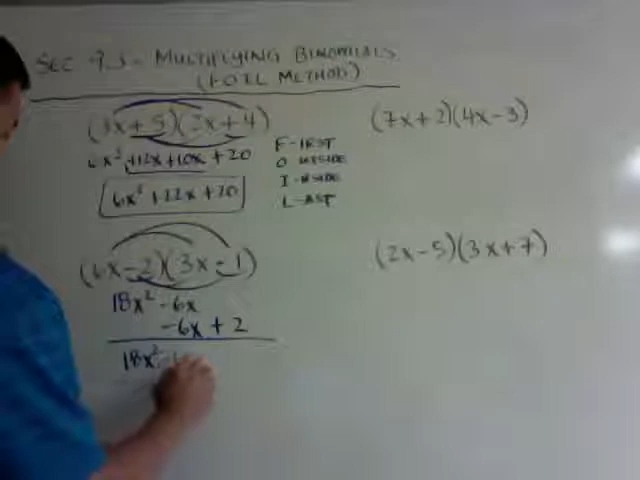 SEC 9.3 - MULTIPLYING BINOMIALS
(FOIL METHOD)
(3x+5)(2x+4)
6x² +12x+10x +20
6x² +22x +20
F-IRST
O UTSIDE
I-NSIDE
L-AST
(6x-2)(3x-1)
18x² -6x
-6x + 2
18x² -1
(7x+2)(4x-3)
(2x-5)(3x+7)